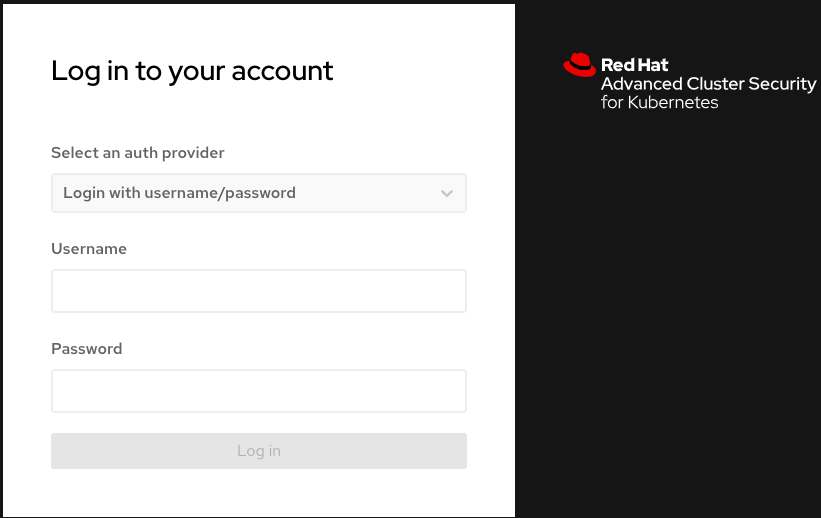 Log in to your account
Select an auth provider
Login with username/password
Username
Password
Log in
Red Hat
Advanced Cluster Security
for Kubernetes